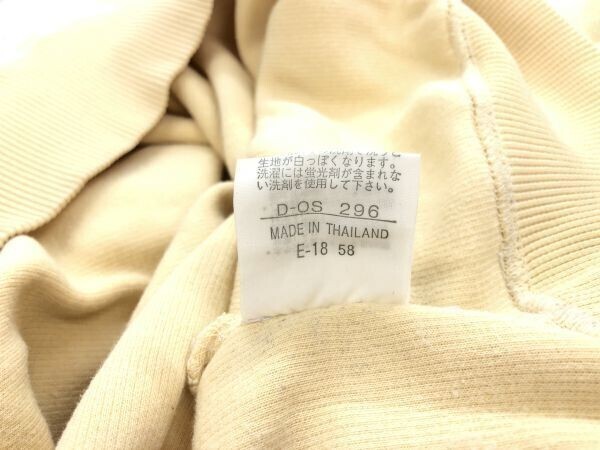 生地が白っぽくなります。
洗濯には蛍光剤が含まれな
い洗剤を使用して下さい。
D-OS 296
MADE IN THAILAND
E-18 58